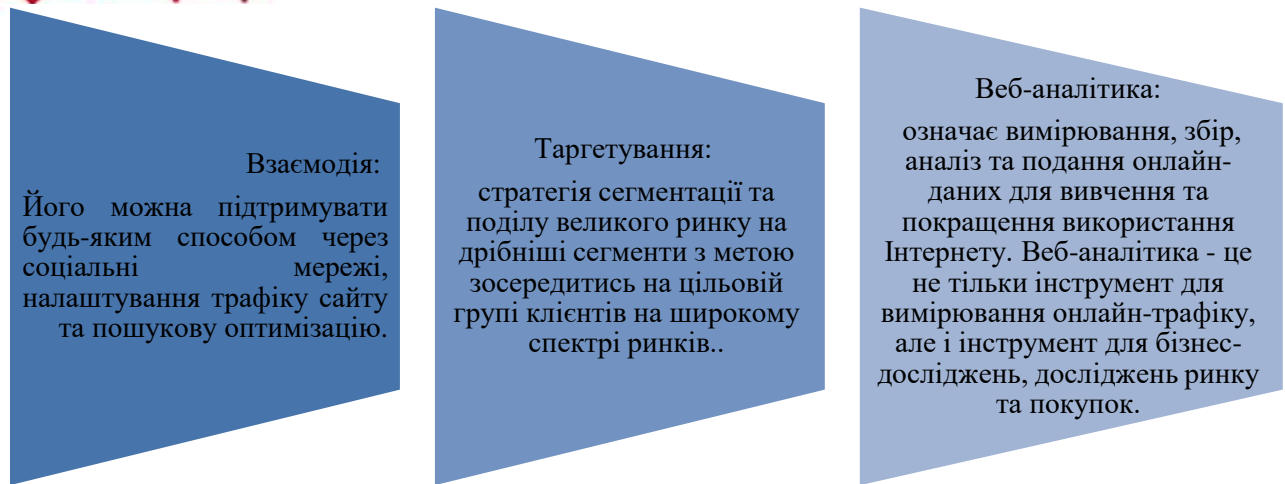 Взаємодія:
Його можна підтримувати
будь-яким способом через
соціальні мережі,
налаштування трафіку сайту
та пошукову оптимізацію.
Таргетування:
стратегія сегментації та
поділу великого ринку на
дрібніші сегменти з метою
зосередитись на цільовій
групі клієнтів на широкому
спектрі ринків..
Веб-аналітика:
означає вимірювання, збір,
аналіз та подання онлайн-
даних для вивчення та
покращення використання
Інтернету. Веб-аналітика - це
не тільки інструмент для
вимірювання онлайн-трафіку,
але і інструмент для бізнес-
досліджень, досліджень ринку
та покупок.